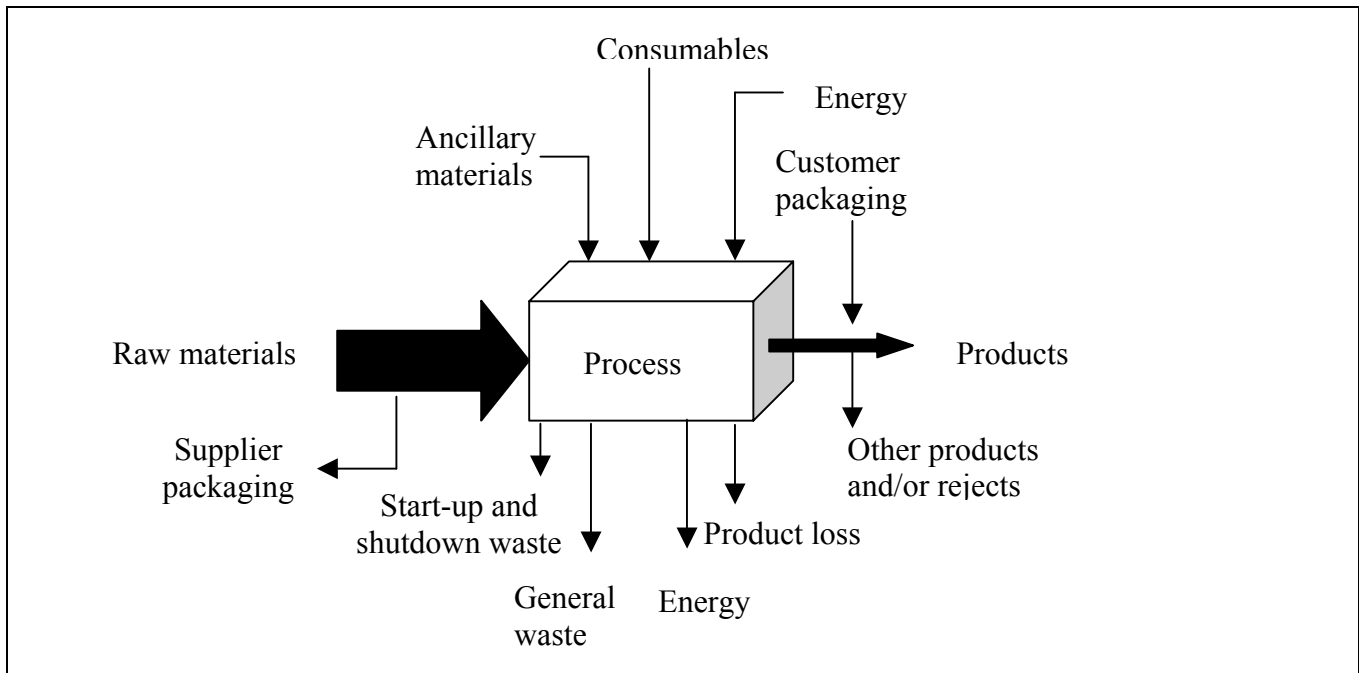 Consumables
Energy
Ancillary
materials
Customer
packaging
Raw materials
Process
Products
Supplier
packaging
Other products
and/or rejects
Start-up and
shutdown waste
Product loss
General
waste
Energy